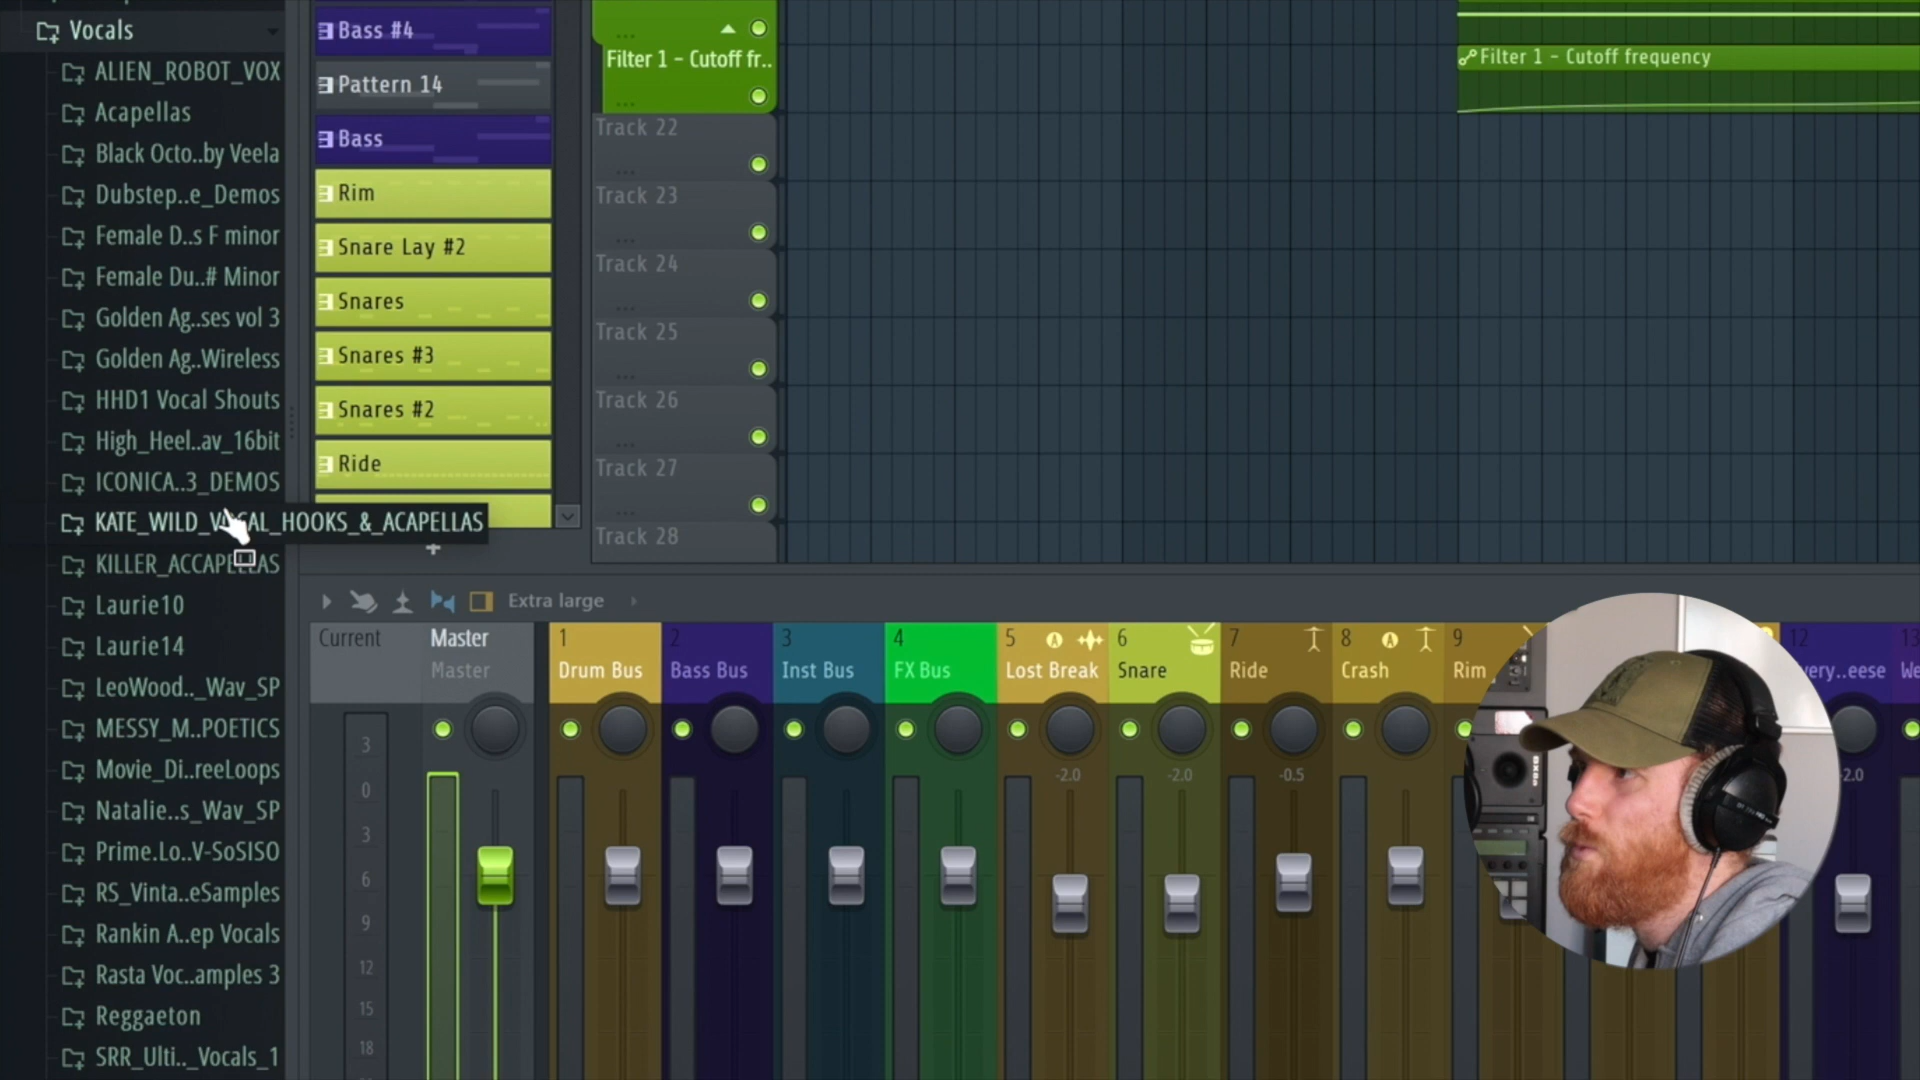 Vocals
ALIEN_ROBOT_VOX
Acapellas
Black Octo..by Veela
Dubstep..e_Demos
Female D..s F minor
Female Du..# Minor
Golden Ag..ses vol 3
Golden Ag..Wireless
HHD1 Vocal Shouts
High_Heel..av_16bit
ICONICA..3_DEMOS
KATE_WILD_VOCAL_HOOKS_&_ACAPELLAS
KILLER_ACCAPELLAS
Laurie10
Laurie14
LeoWood.._Wav_SP
MESSY_M..POETICS
Movie_Di..reeLoops
Natalie..s_Wav_SP
Prime.Lo..V-SoSISO
RS_Vinta..eSamples
Rankin A..ep Vocals
Rasta Voc..amples 3
Reggaeton
SRR_Ulti.._Vocals_1
Bass #4
Pattern 14
Bass
Rim
Snare Lay #2
Snares
Snares #3
Snares #2
Ride
Filter 1 - Cutoff fr..
Track 22
Track 23
Track 24
Track 25
Track 26
Track 27
Track 28
Filter 1 - Cutoff frequency
Extra large
Current
Master
Master
1 Drum Bus
2 Bass Bus
3 Inst Bus
4 FX Bus
5 Lost Break
6 Snare
7 Ride
8 Crash
9 Rim
12 very..eese
13 We
-2.0 -2.0 -0.5 -2.0
3
0
3
6
9
12
15
18